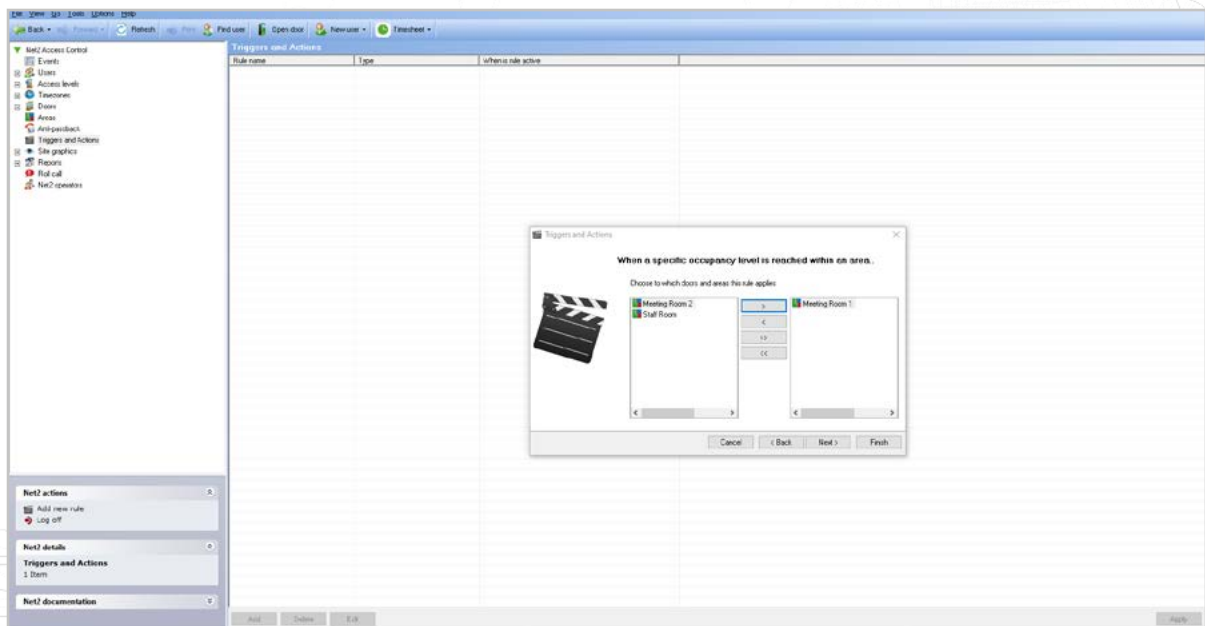 File View Go Tools Options Help
Back Forward Refresh Print Find user Open door New user Timesheet
Net2 Access Control
Events
Users
Access levels
Timezones
Doors
Areas
Anti-passback
Triggers and Actions
Site graphics
Reports
Roll call
Net2 operators
Triggers and Actions
Rule name Type When is rule active
Triggers and Actions
When a specific occupancy level is reached within an area..
Choose to which doors and areas this rule applies
Meeting Room 2
Staff Room
>
<
>>
<<
Meeting Room 1
Cancel < Back Next > Finish
Net2 actions
Add new rule
Log off
Net2 details
Triggers and Actions
1 Item
Net2 documentation
Add Delete Edit Apply